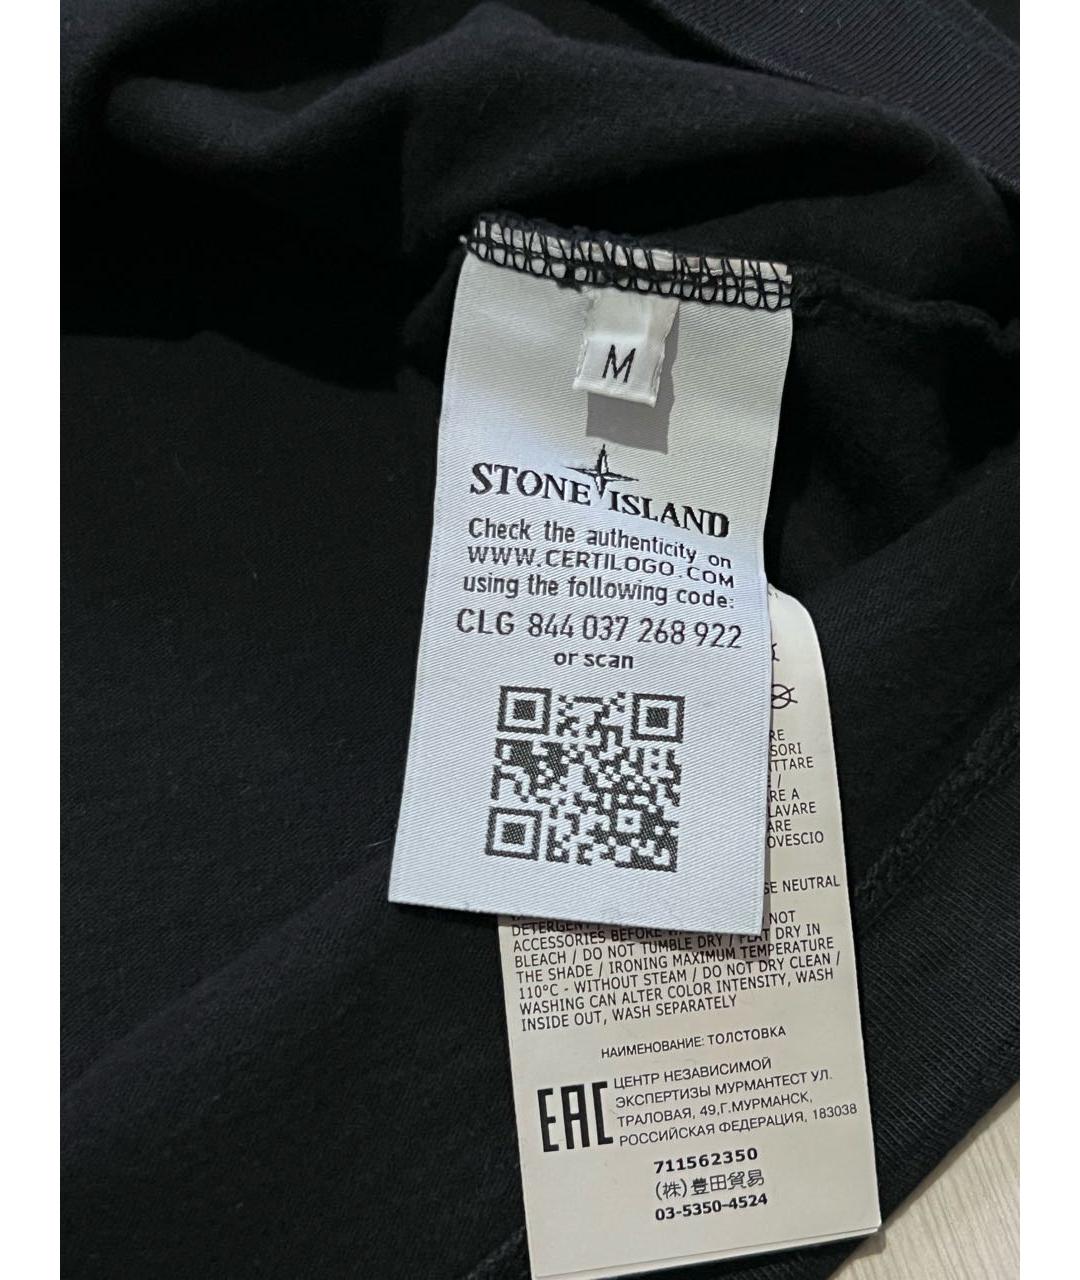 M
STONE ISLAND
Check the authenticity on
WWW.CERTILOGO.COM
using the following code:
CLG 844 037 268 922
or scan
RE
SORI
TTARE
/
RE A
LAVARE
ARE
OVESCIO
SE NEUTRAL
DETERGENT NOT
ACCESSORIES BEFORE
BLEACH / DO NOT TUMBLE DRY / FLAT DRY IN
THE SHADE / IRONING MAXIMUM TEMPERATURE
110°C - WITHOUT STEAM / DO NOT DRY CLEAN /
WASHING CAN ALTER COLOR INTENSITY, WASH
INSIDE OUT, WASH SEPARATELY
НАИМЕНОВАНИЕ: ТОЛСТОВКА
EAC
ЦЕНТР НЕЗАВИСИМОЙ
ЭКСПЕРТИЗЫ МУРМАНТЕСТ УЛ.
ТРАЛОВАЯ, 49,Г.МУРМАНСК,
РОССИЙСКАЯ ФЕДЕРАЦИЯ, 183038
711562350
(株)豊田貿易
03-5350-4524